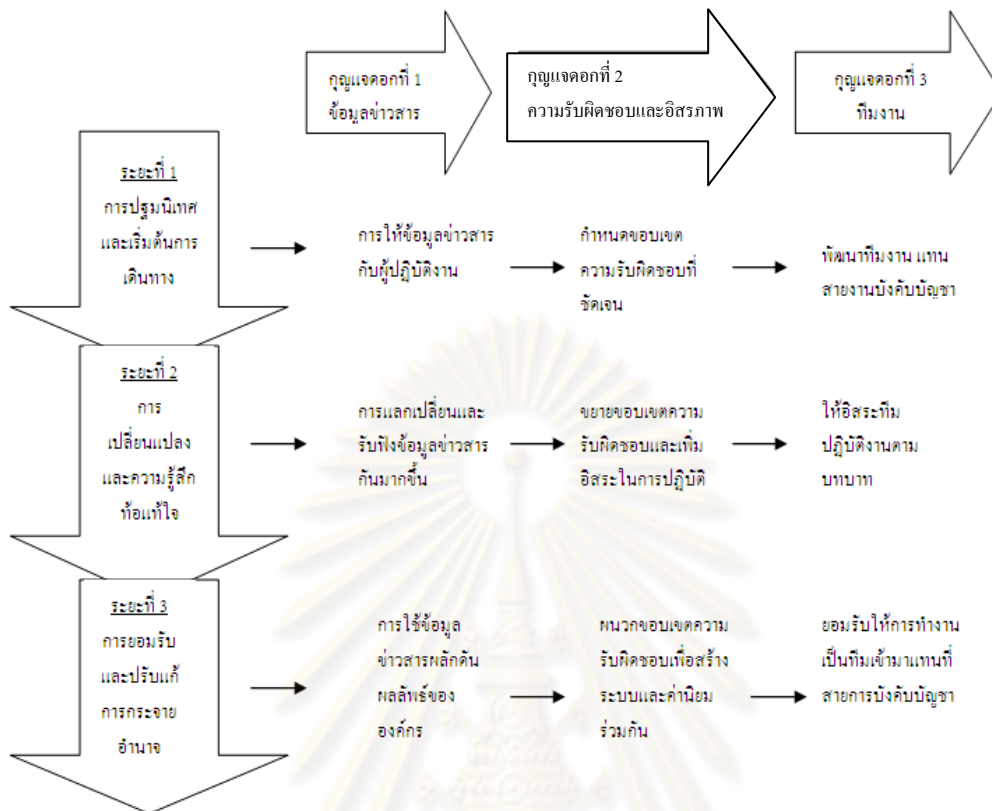 กุญแจดอกที่ 1
ข้อมูลข่าวสาร
กุญแจดอกที่ 2
ความรับผิดชอบและอิสรภาพ
กุญแจดอกที่ 3
ทีมงาน
ระยะที่ 1
การปฐมนิเทศ
และเริ่มต้นการ
เดินทาง
การให้ข้อมูลข่าวสาร
กับผู้ปฏิบัติงาน
กำหนดขอบเขต
ความรับผิดชอบที่
ชัดเจน
พัฒนาทีมงาน แทน
สายงานบังคับบัญชา
ระยะที่ 2
การ
เปลี่ยนแปลง
และความรู้สึก
ท้อแท้ใจ
การแลกเปลี่ยนและ
รับฟังข้อมูลข่าวสาร
กันมากขึ้น
ขยายขอบเขตความ
รับผิดชอบและเพิ่ม
อิสระในการปฏิบัติ
ให้อิสระทีม
ปฏิบัติงานตาม
บทบาท
ระยะที่ 3
การยอมรับ
และปรับแก้
การกระจาย
อำนาจ
การใช้ข้อมูล
ข่าวสารผลักดัน
ผลลัพธ์ของ
องค์กร
ผนวกขอบเขตความ
รับผิดชอบเพื่อสร้าง
ระบบและค่านิยม
ร่วมกัน
ยอมรับให้การทำงาน
เป็นทีมเข้ามาแทนที่
สายการบังคับบัญชา